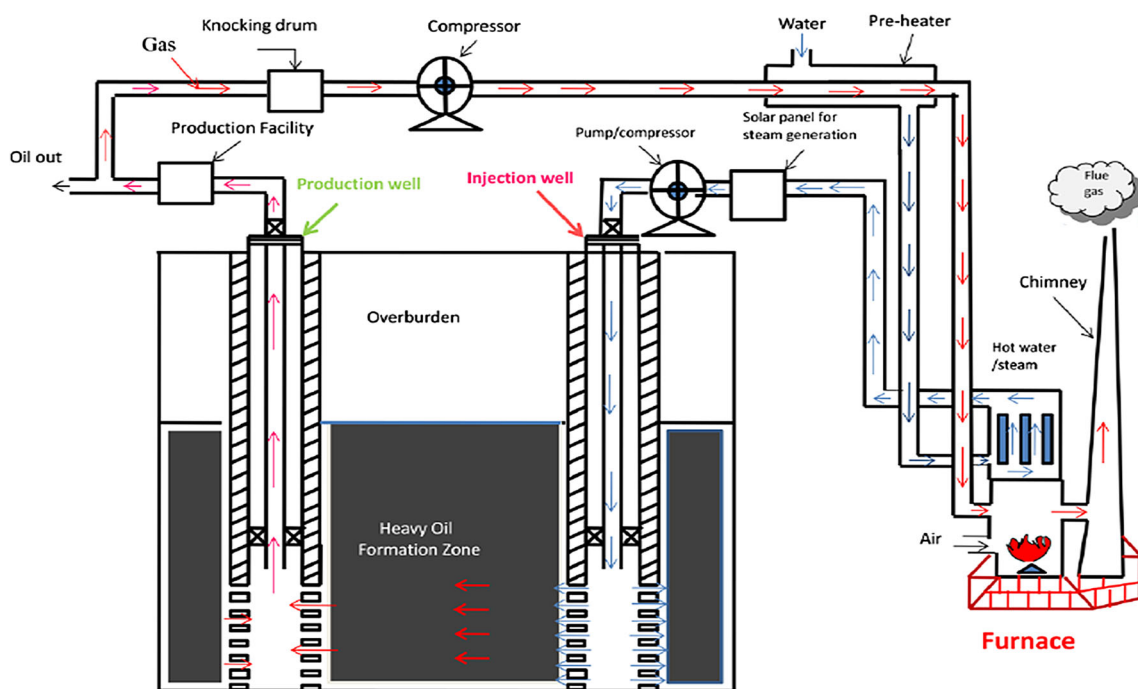 Knocking drum
Compressor
Water
Pre-heater
Gas
Production Facility
Pump/compressor
Solar panel for
steam generation
Oil out
Production well
Injection well
Flue
gas
Chimney
Overburden
Hot water
/steam
Heavy Oil
Formation Zone
Air
Furnace